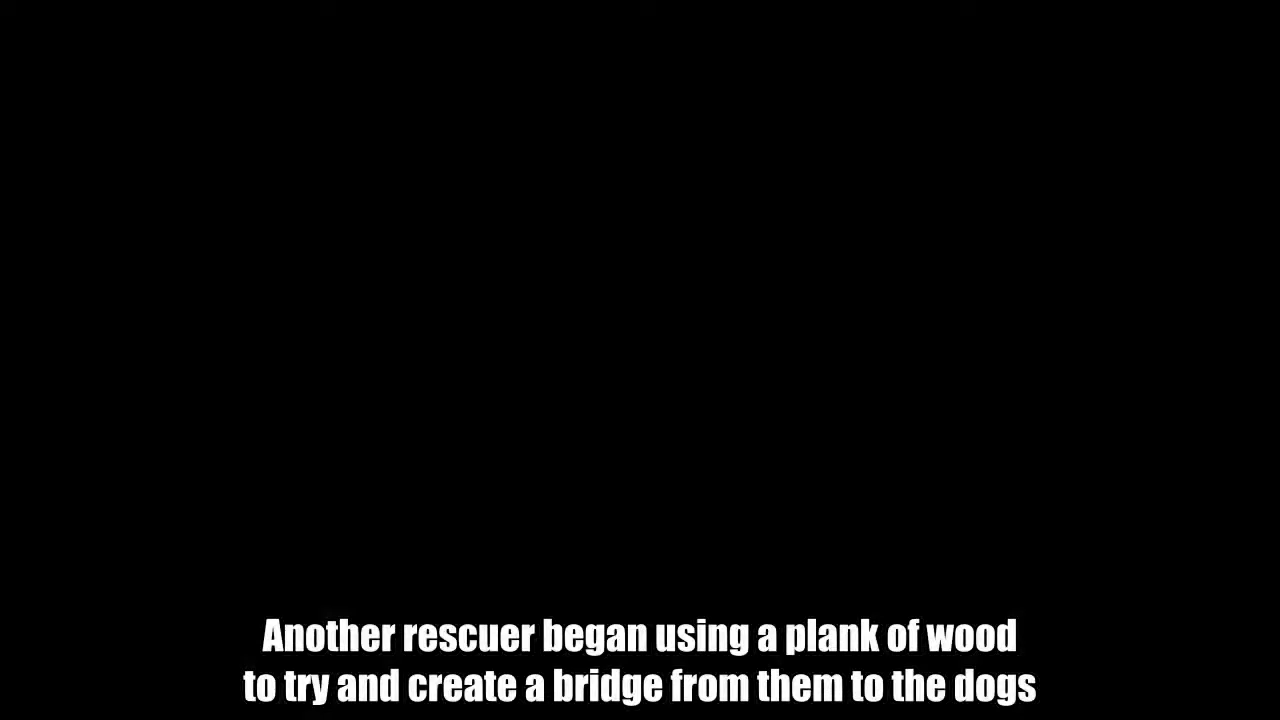 Another rescuer began using a plank of wood
to try and create a bridge from them to the dogs